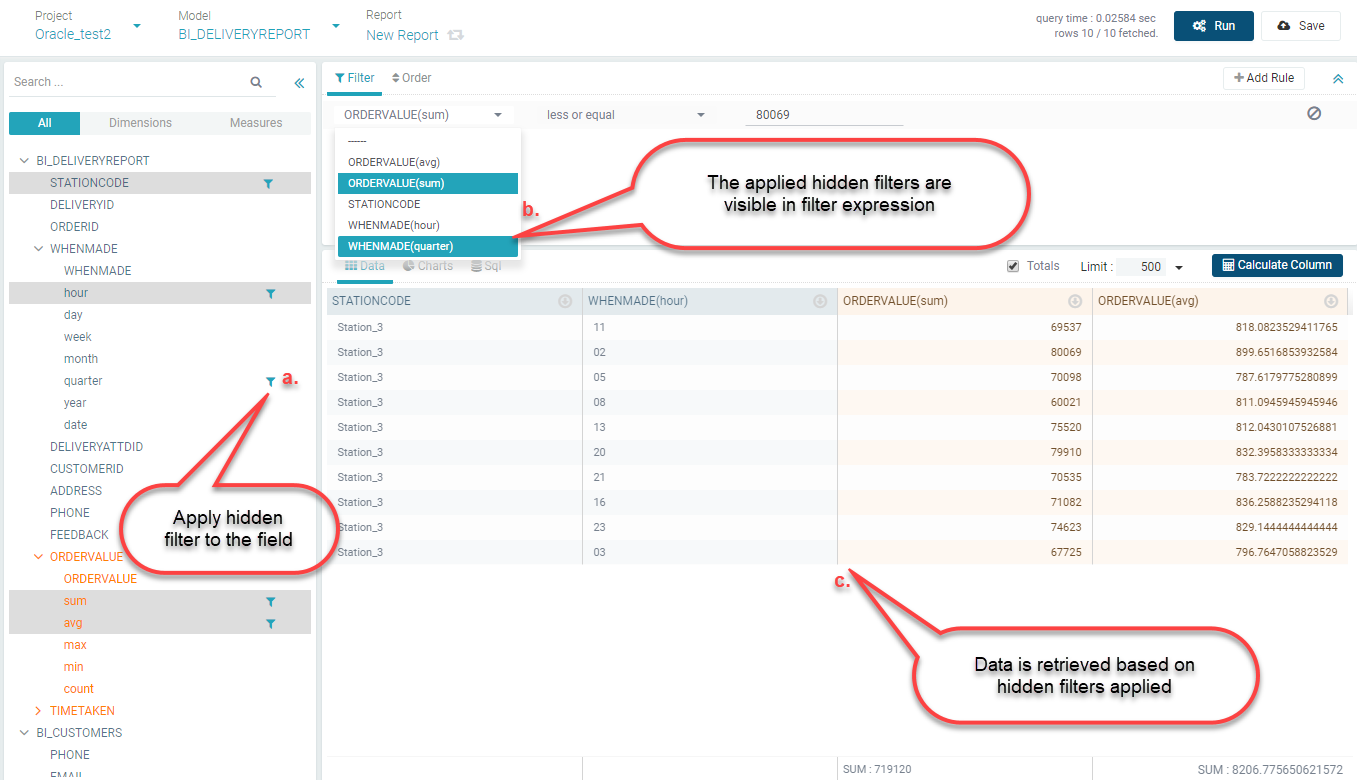 Project
Oracle_test2
Model
BI_DELIVERYREPORT
Report
New Report
query time : 0.02584 sec
rows 10 / 10 fetched.
Run
Save
Search ...
All Dimensions Measures
BI_DELIVERYREPORT
STATIONCODE
DELIVERYID
ORDERID
WHENMADE
WHENMADE
hour
day
week
month
quarter
a.
year
date
DELIVERYATTDID
CUSTOMERID
ADDRESS
PHONE
FEEDBACK
Apply hidden
filter to the field
ORDERVALUE
ORDERVALUE
sum
avg
max
min
count
TIMETAKEN
BI_CUSTOMERS
PHONE
EMAIL
Filter Order
Add Rule
ORDERVALUE(sum) less or equal 80069
------
ORDERVALUE(avg)
ORDERVALUE(sum)
STATIONCODE
WHENMADE(hour)
WHENMADE(quarter)
b.
The applied hidden filters are
visible in filter expression
Data Charts Sql
Totals Limit : 500 Calculate Column
STATIONCODE WHENMADE(hour) ORDERVALUE(sum) ORDERVALUE(avg)
Station_3 11 69537 818.0823529411765
Station_3 02 80069 899.6516853932584
Station_3 05 70098 787.6179775280899
Station_3 08 60021 811.0945945945946
Station_3 13 75520 812.0430107526881
Station_3 20 79910 832.3958333333334
Station_3 21 70535 783.7222222222222
Station_3 16 71082 836.2588235294118
Station_3 23 74623 829.1444444444444
Station_3 03 67725 796.7647058823529
c.
Data is retrieved based on
hidden filters applied
SUM : 719120 SUM : 8206.775650621572